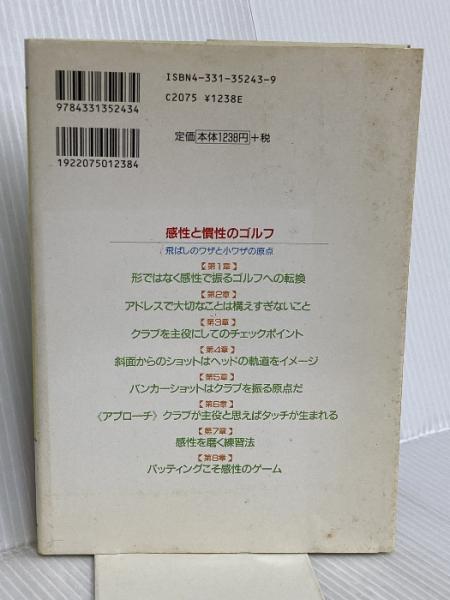 ISBN4-331-35243-9
C2075 ¥1238E
9784331352434
定価 本体1238円 +税
1922075012384
感性と慣性のゴルフ
飛ばしのワザと小ワザの原点
【第1章】
形ではなく感性で振るゴルフへの転換
【第2章】
アドレスで大切なことは構えすぎないこと
【第3章】
クラブを主役にしてのチェックポイント
【第4章】
斜面からのショットはヘッドの軌道をイメージ
【第5章】
バンカーショットはクラブを振る原点だ
【第6章】
《アプローチ》クラブが主役と思えばタッチが生まれる
【第7章】
感性を磨く練習法
【第8章】
パッティングこそ感性のゲーム